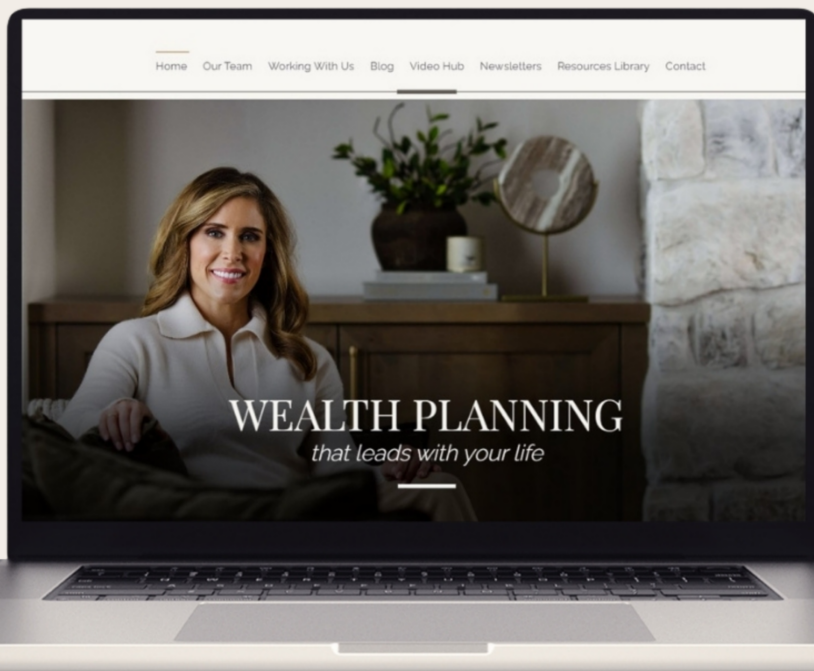 Home Our Team Working With Us Blog Video Hub Newsletters Resources Library Contact
WEALTH PLANNING
that leads with your life